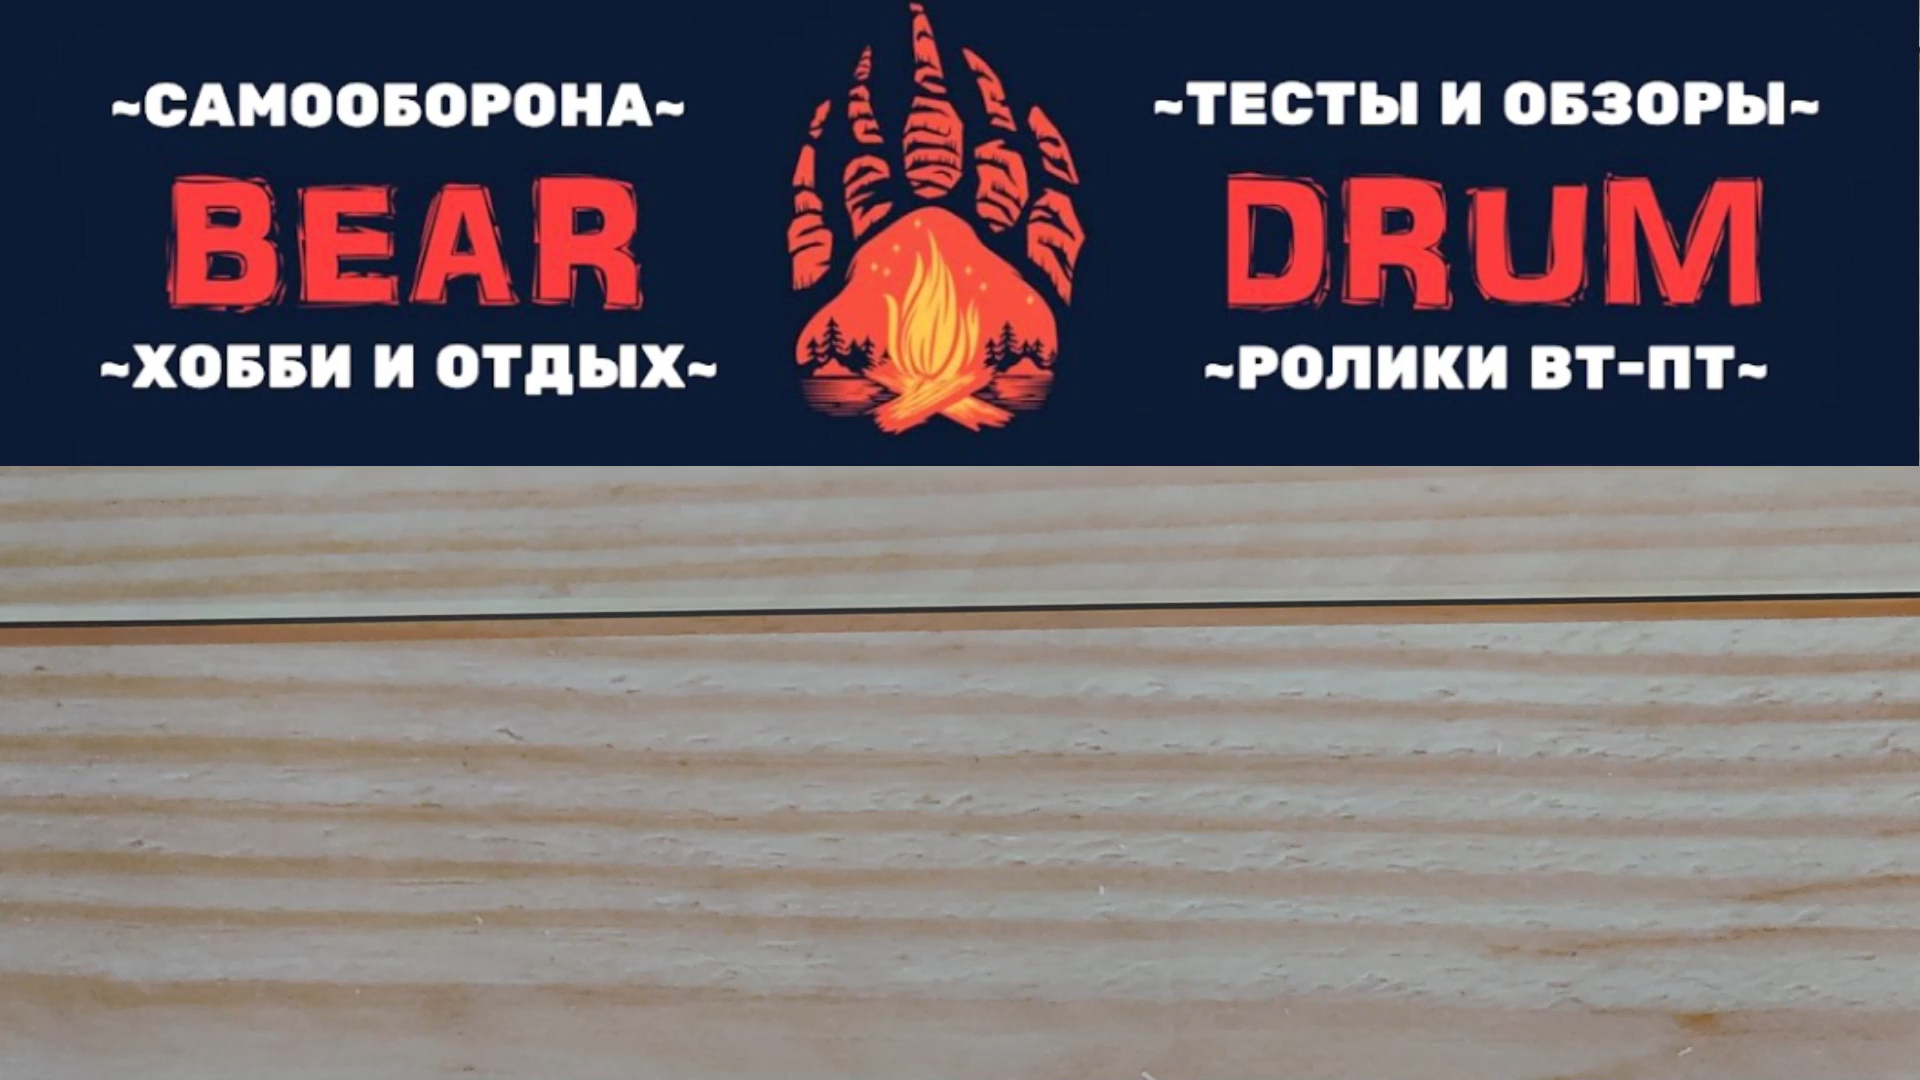 ~САМООБОРОНА~
BEAR
~ХОББИ И ОТДЫХ~
~ТЕСТЫ И ОБЗОРЫ~
DRUM
~РОЛИКИ ВТ-ПТ~